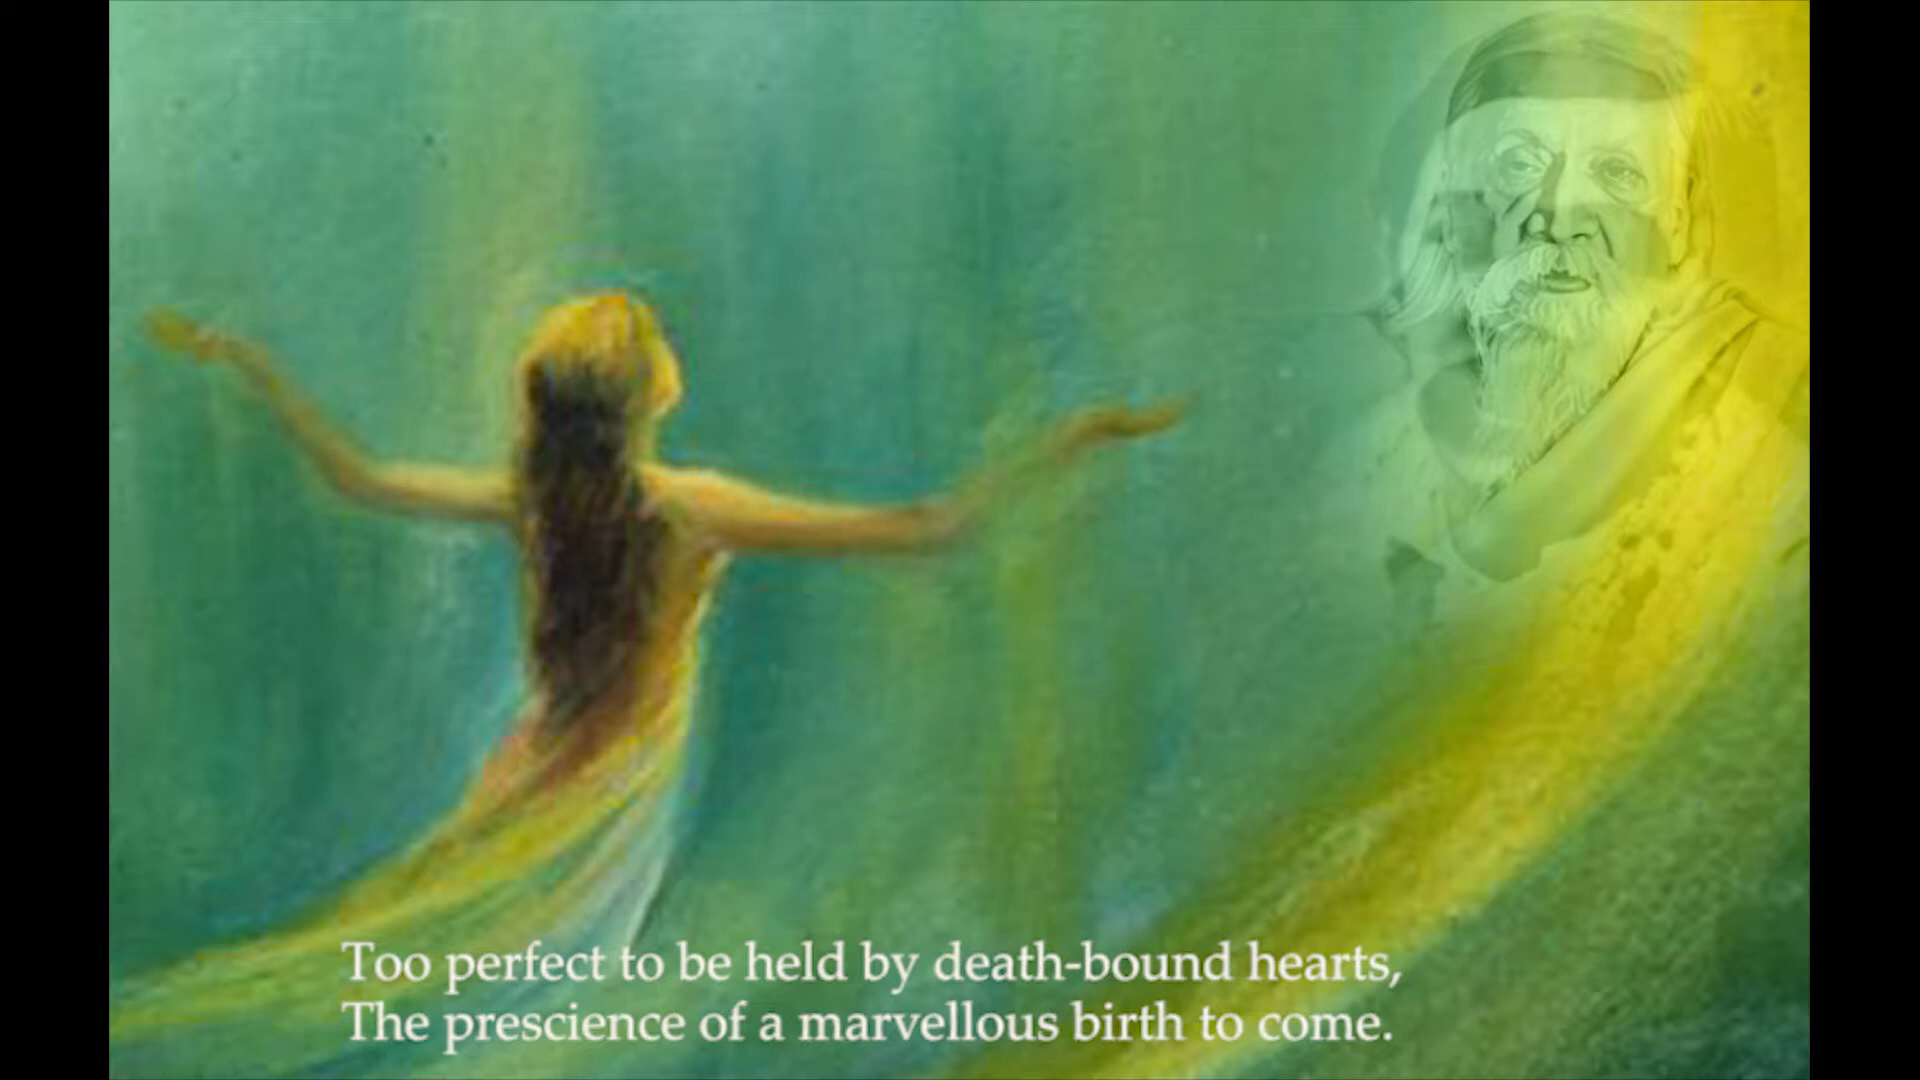 Too perfect to be held by death-bound hearts,
The prescience of a marvellous birth to come.